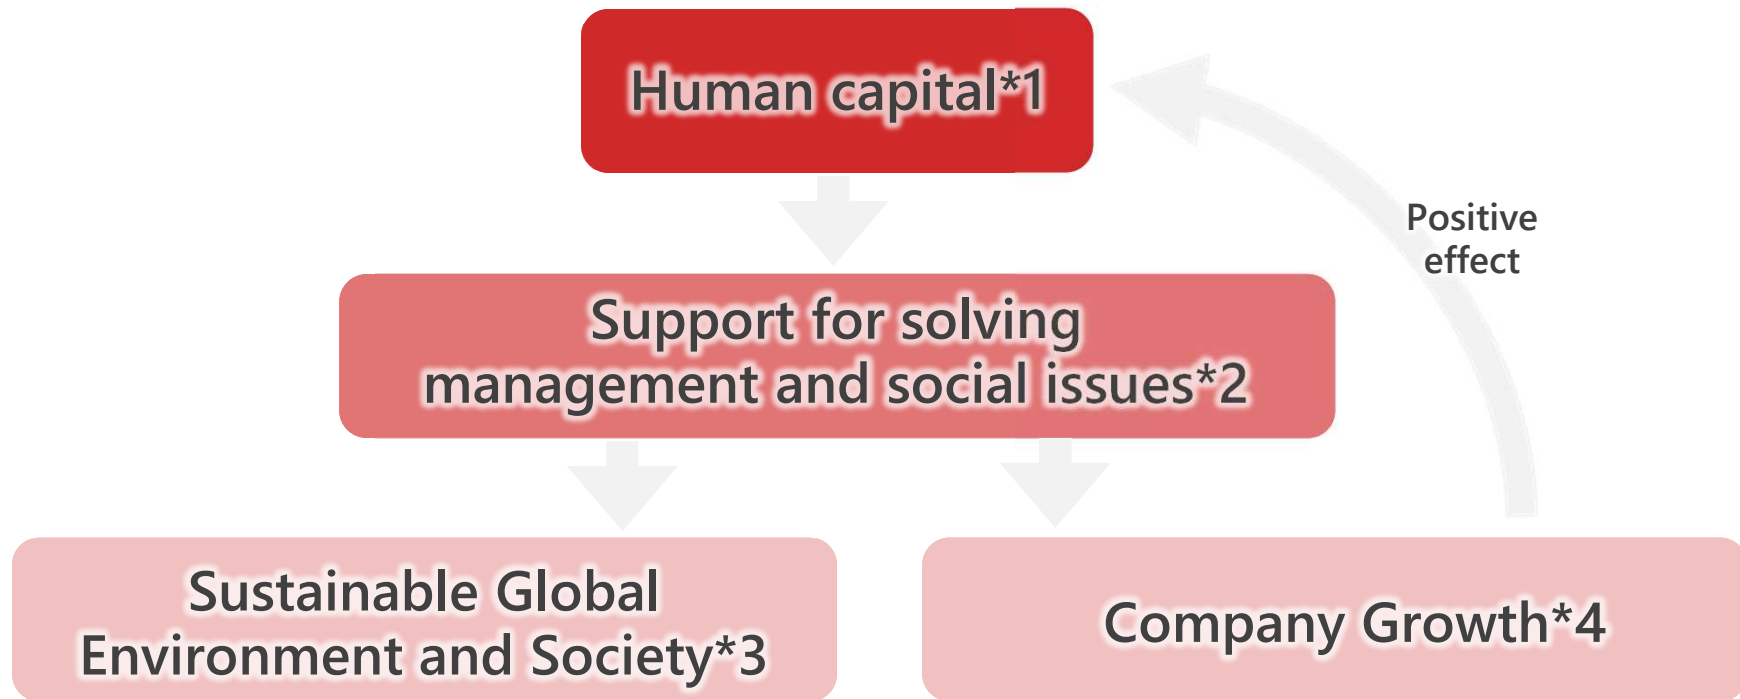 Human capital*1
Positive
effect
Support for solving
management and social issues*2
Sustainable Global
Environment and Society*3
Company Growth*4